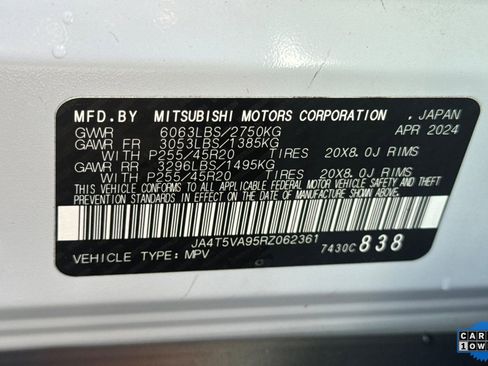 MFD.BY MITSUBISHI MOTORS CORPORATION , JAPAN
GVWR 6063LBS/2750KG APR 2024
GAWR FR 3053LBS/1385KG
WITH P255/45R20 TIRES 20X8.0J RIMS
GAWR RR 3296LBS/1495KG
WITH P255/45R20 TIRES 20X8.0J RIMS
THIS VEHICLE CONFORMS TO ALL APPLICABLE FEDERAL MOTOR VEHICLE SAFETY AND
THEFT PREVENTION STANDARDS IN EFFECT ON THE DATE OF MANUFACTURE SHOWN ABOVE.
JA4T5VA95RZ062361
VEHICLE TYPE: MPV 7430C 838
CAR
1 OW